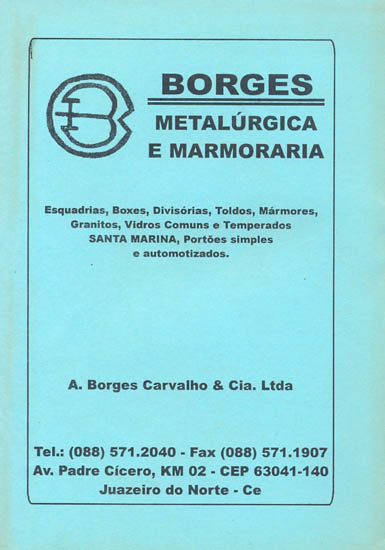 BORGES
METALÚRGICA
E MARMORARIA
Esquadrias, Boxes, Divisórias, Toldos, Mármores,
Granitos, Vidros Comuns e Temperados
SANTA MARINA, Portões simples
e automotizados.
A. Borges Carvalho & Cia. Ltda
Tel.: (088) 571.2040 - Fax (088) 571.1907
Av. Padre Cícero, KM 02 - CEP 63041-140
Juazeiro do Norte - Ce